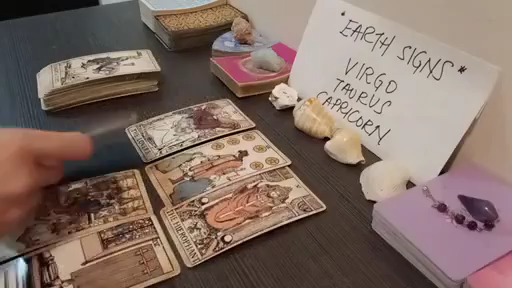 EARTH SIGNS*
VIRGO
TAURUS
CAPRICORN
THE HIEROPHANT